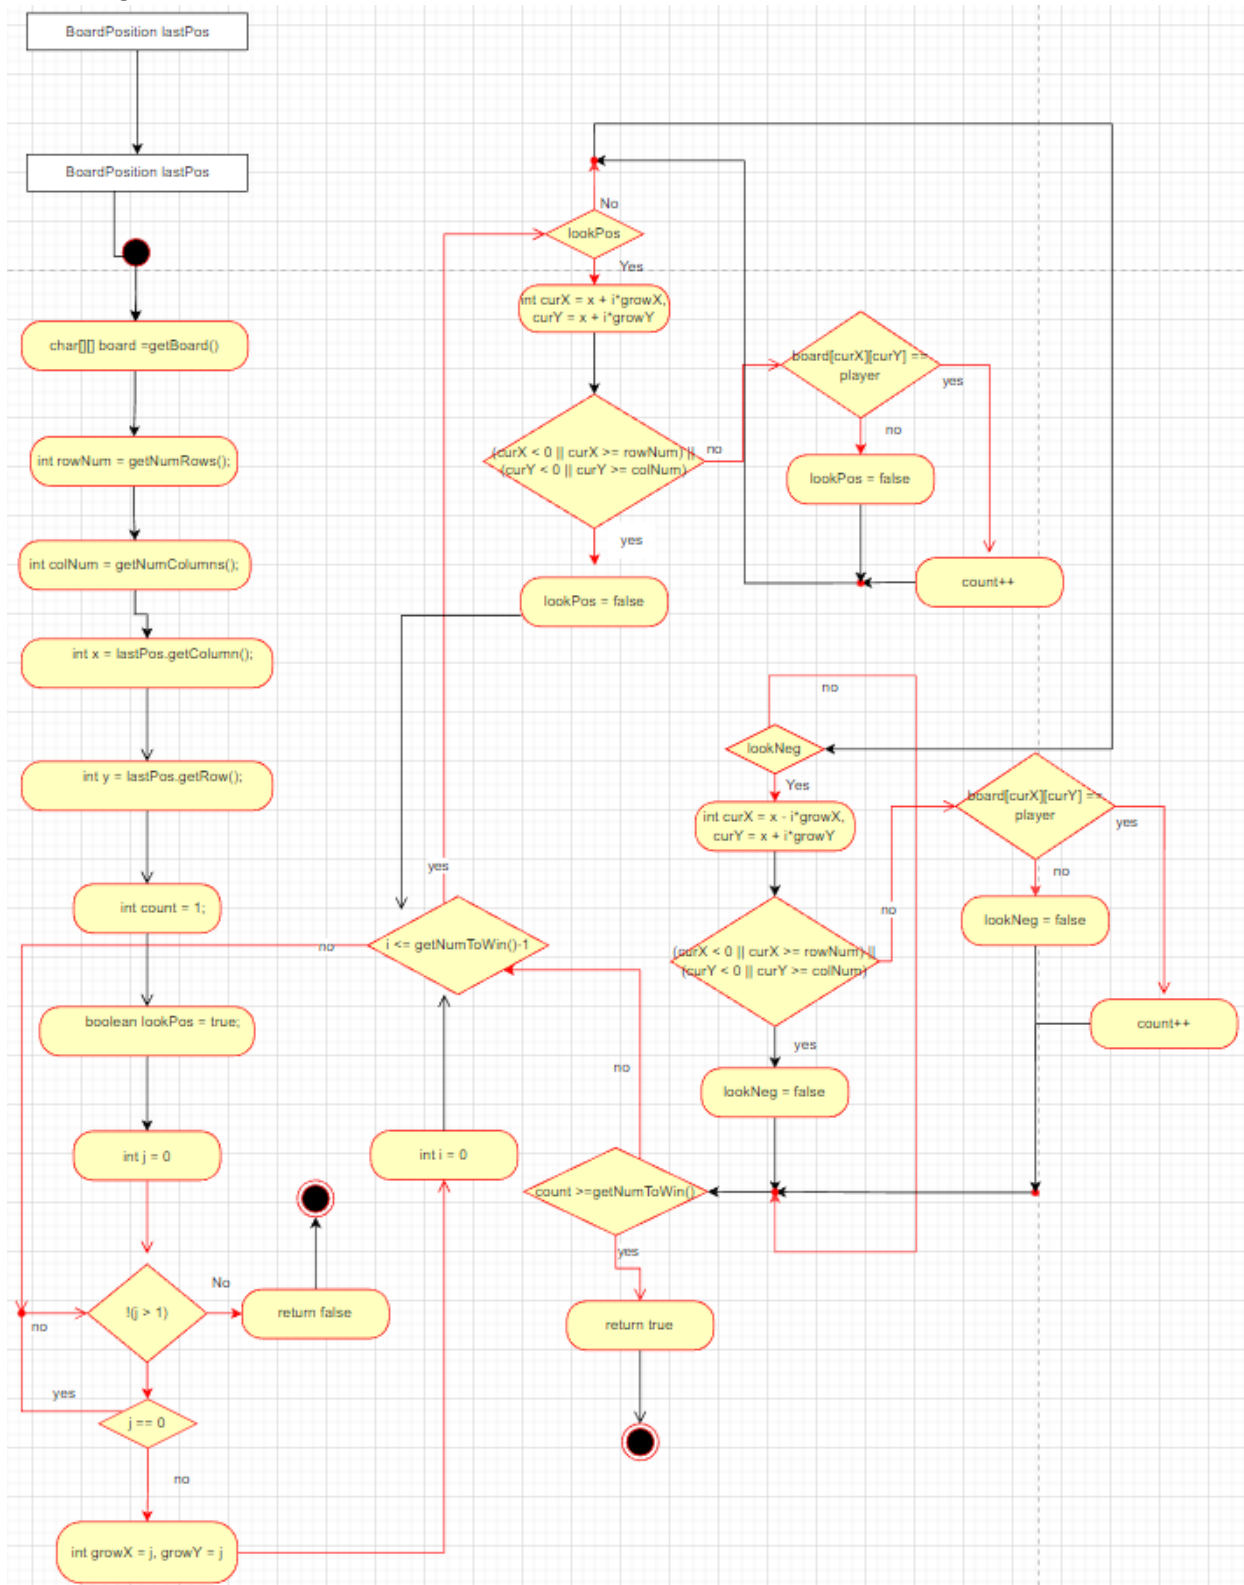 BoardPosition lastPos
BoardPosition lastPos
char[][] board =getBoard()
int rowNum = getNumRows();
int colNum = getNumColumns();
int x = lastPos.getColumn();
int y = lastPos.getRow();
int count = 1;
boolean lookPos = true;
int j = 0
!(j > 1)
No
return false
no
yes
j == 0
no
int growX = j, growY = j
int i = 0
i <= getNumToWin()-1
no
yes
lookPos
No
Yes
int curX = x + i*growX,
curY = x + i*growY
(curX < 0 || curX >= rowNum) ||
(curY < 0 || curY >= colNum)
no
yes
lookPos = false
board[curX][curY] ==
player
yes
no
lookPos = false
count++
no
lookNeg
Yes
int curX = x - i*growX,
curY = x + i*growY
(curX < 0 || curX >= rowNum) ||
(curY < 0 || curY >= colNum)
no
yes
lookNeg = false
board[curX][curY] ==
player
yes
no
lookNeg = false
count++
count >=getNumToWin()
no
yes
return true